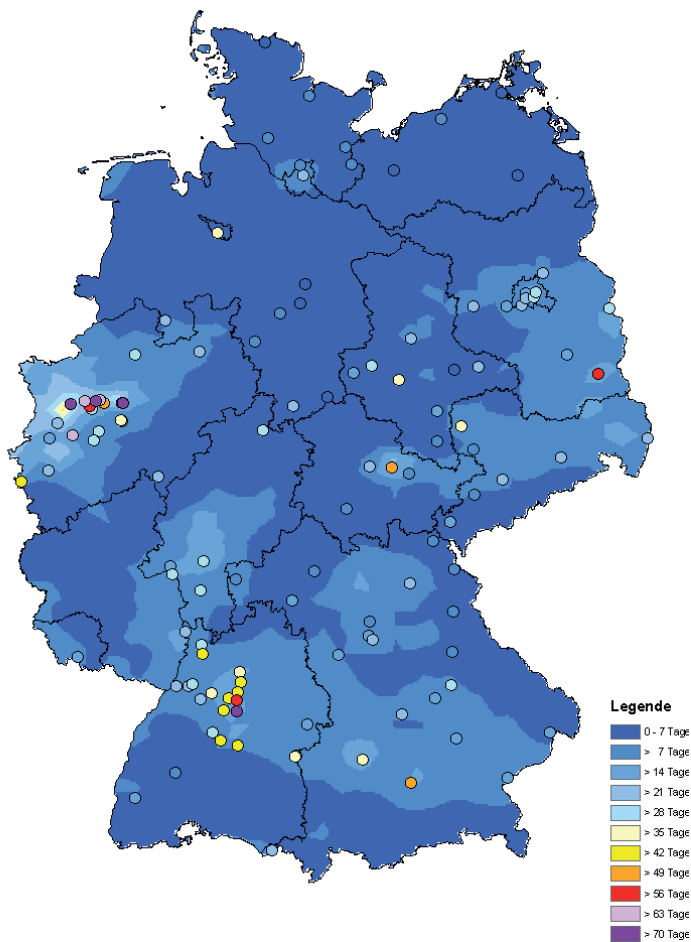 Legende
0 - 7 Tage
> 7 Tage
> 14 Tage
> 21 Tage
> 28 Tage
> 35 Tage
> 42 Tage
> 49 Tage
> 56 Tage
> 63 Tage
> 70 Tage